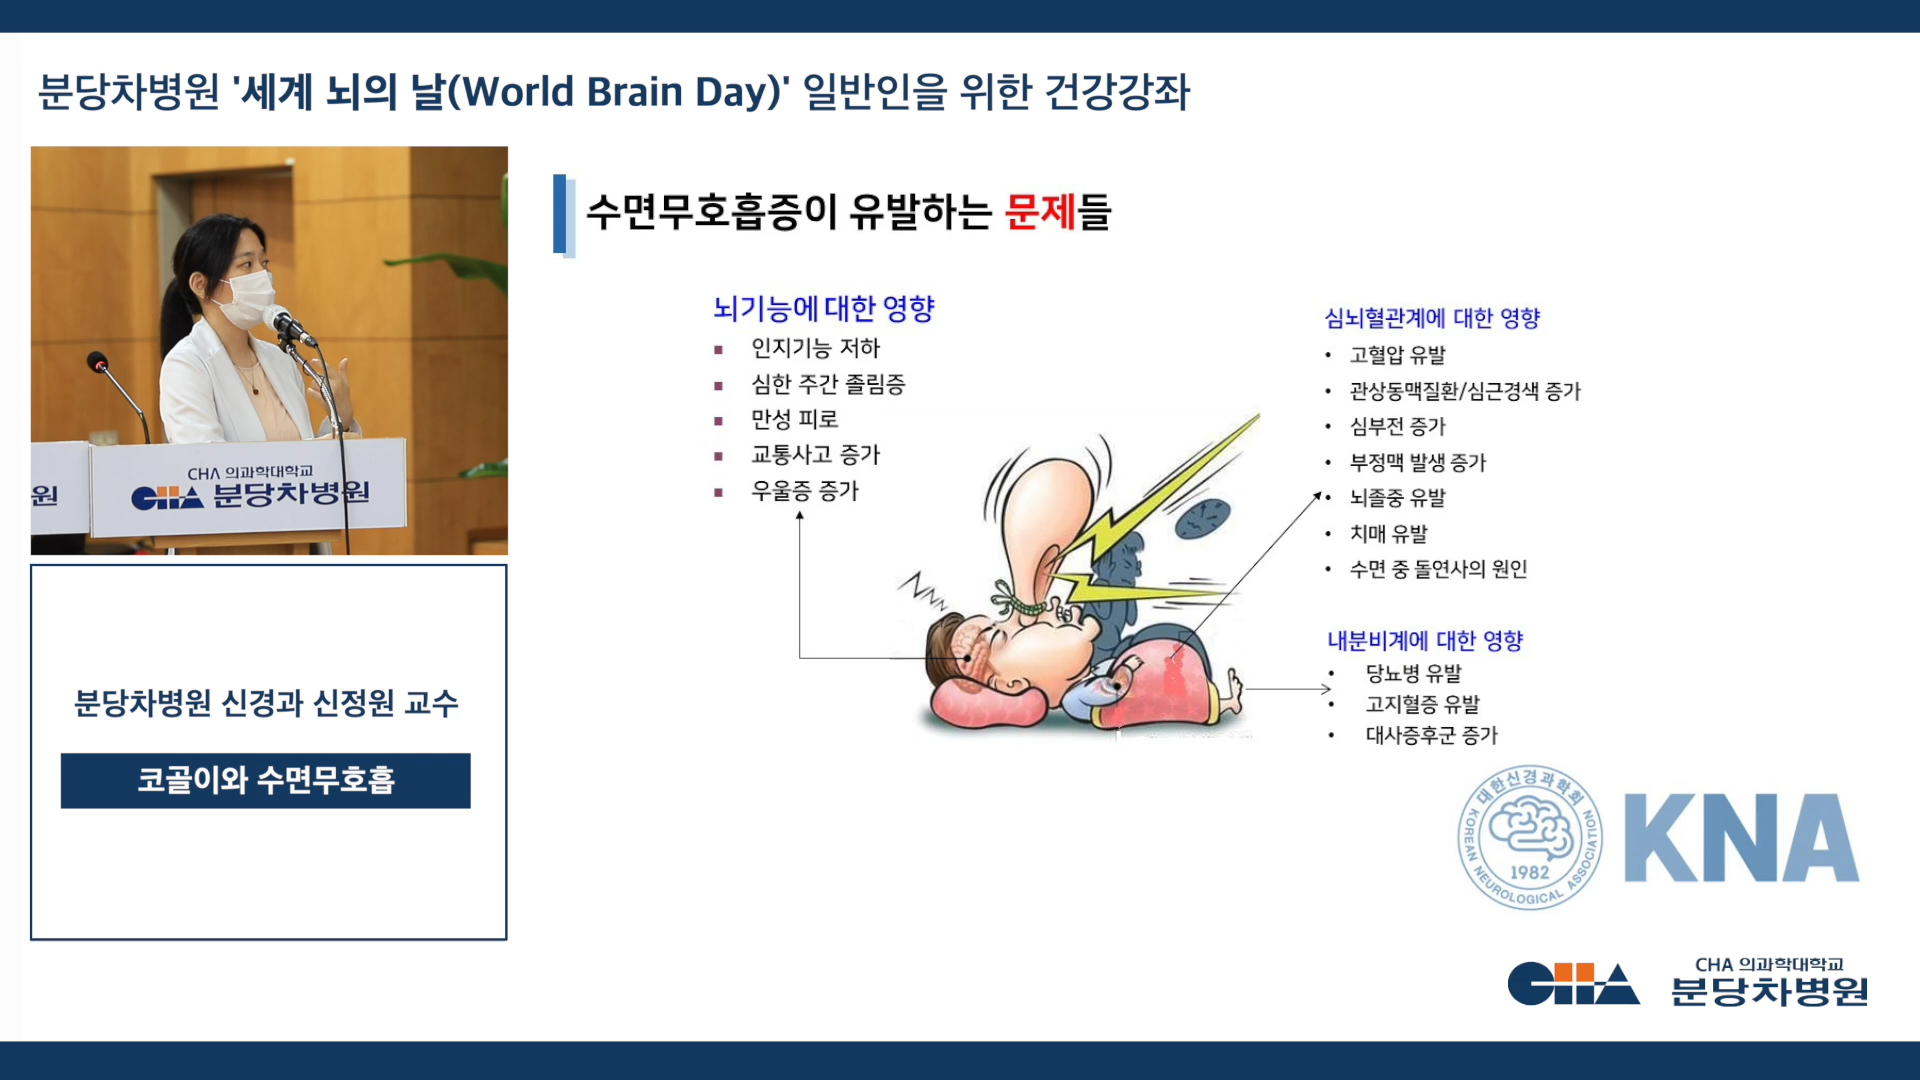 분당차병원 '세계 뇌의 날(World Brain Day)' 일반인을 위한 건강강좌
원
CHA 의과학대학교
CHA 분당차병원
분당차병원 신경과 신정원 교수
코골이와 수면무호흡
수면무호흡증이 유발하는 문제들
뇌기능에 대한 영향
▪ 인지기능 저하
▪ 심한 주간 졸림증
▪ 만성 피로
▪ 교통사고 증가
▪ 우울증 증가
심뇌혈관계에 대한 영향
• 고혈압 유발
• 관상동맥질환/심근경색 증가
• 심부전 증가
• 부정맥 발생 증가
• 뇌졸중 유발
• 치매 유발
• 수면 중 돌연사의 원인
내분비계에 대한 영향
• 당뇨병 유발
• 고지혈증 유발
• 대사증후군 증가
대한신경과학회
KOREAN NEUROLOGICAL ASSOCIATION
1982
KNA
CHA
CHA 의과학대학교
분당차병원